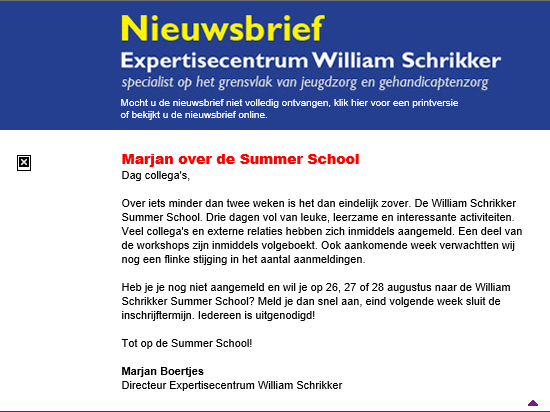 Nieuwsbrief
Expertisecentrum William Schrikker
specialist op het grensvlak van jeugdzorg en gehandicaptenzorg
Mocht u de nieuwsbrief niet volledig ontvangen, klik hier voor een printversie
of bekijkt u de nieuwsbrief online.
Marjan over de Summer School
Dag collega's,
Over iets minder dan twee weken is het dan eindelijk zover. De William Schrikker
Summer School. Drie dagen vol van leuke, leerzame en interessante activiteiten.
Veel collega's en externe relaties hebben zich inmiddels aangemeld. Een deel van
de workshops zijn inmiddels volgeboekt. Ook aankomende week verwachtten wij
nog een flinke stijging in het aantal aanmeldingen.
Heb je je nog niet aangemeld en wil je op 26, 27 of 28 augustus naar de William
Schrikker Summer School? Meld je dan snel aan, eind volgende week sluit de
inschrijftermijn. Iedereen is uitgenodigd!
Tot op de Summer School!
Marjan Boertjes
Directeur Expertisecentrum William Schrikker